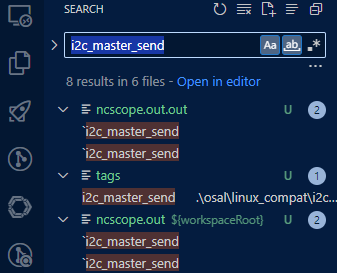 SEARCH
i2c_master_send
Aa
ab
.*
...
8 results in 6 files - Open in editor
ncscope.out.out U 2
`i2c_master_send
`i2c_master_send
tags U 1
i2c_master_send .\osal\linux_compat\i2c...
ncscope.out ${workspaceRoot} U 2
`i2c_master_send
`i2c_master_send